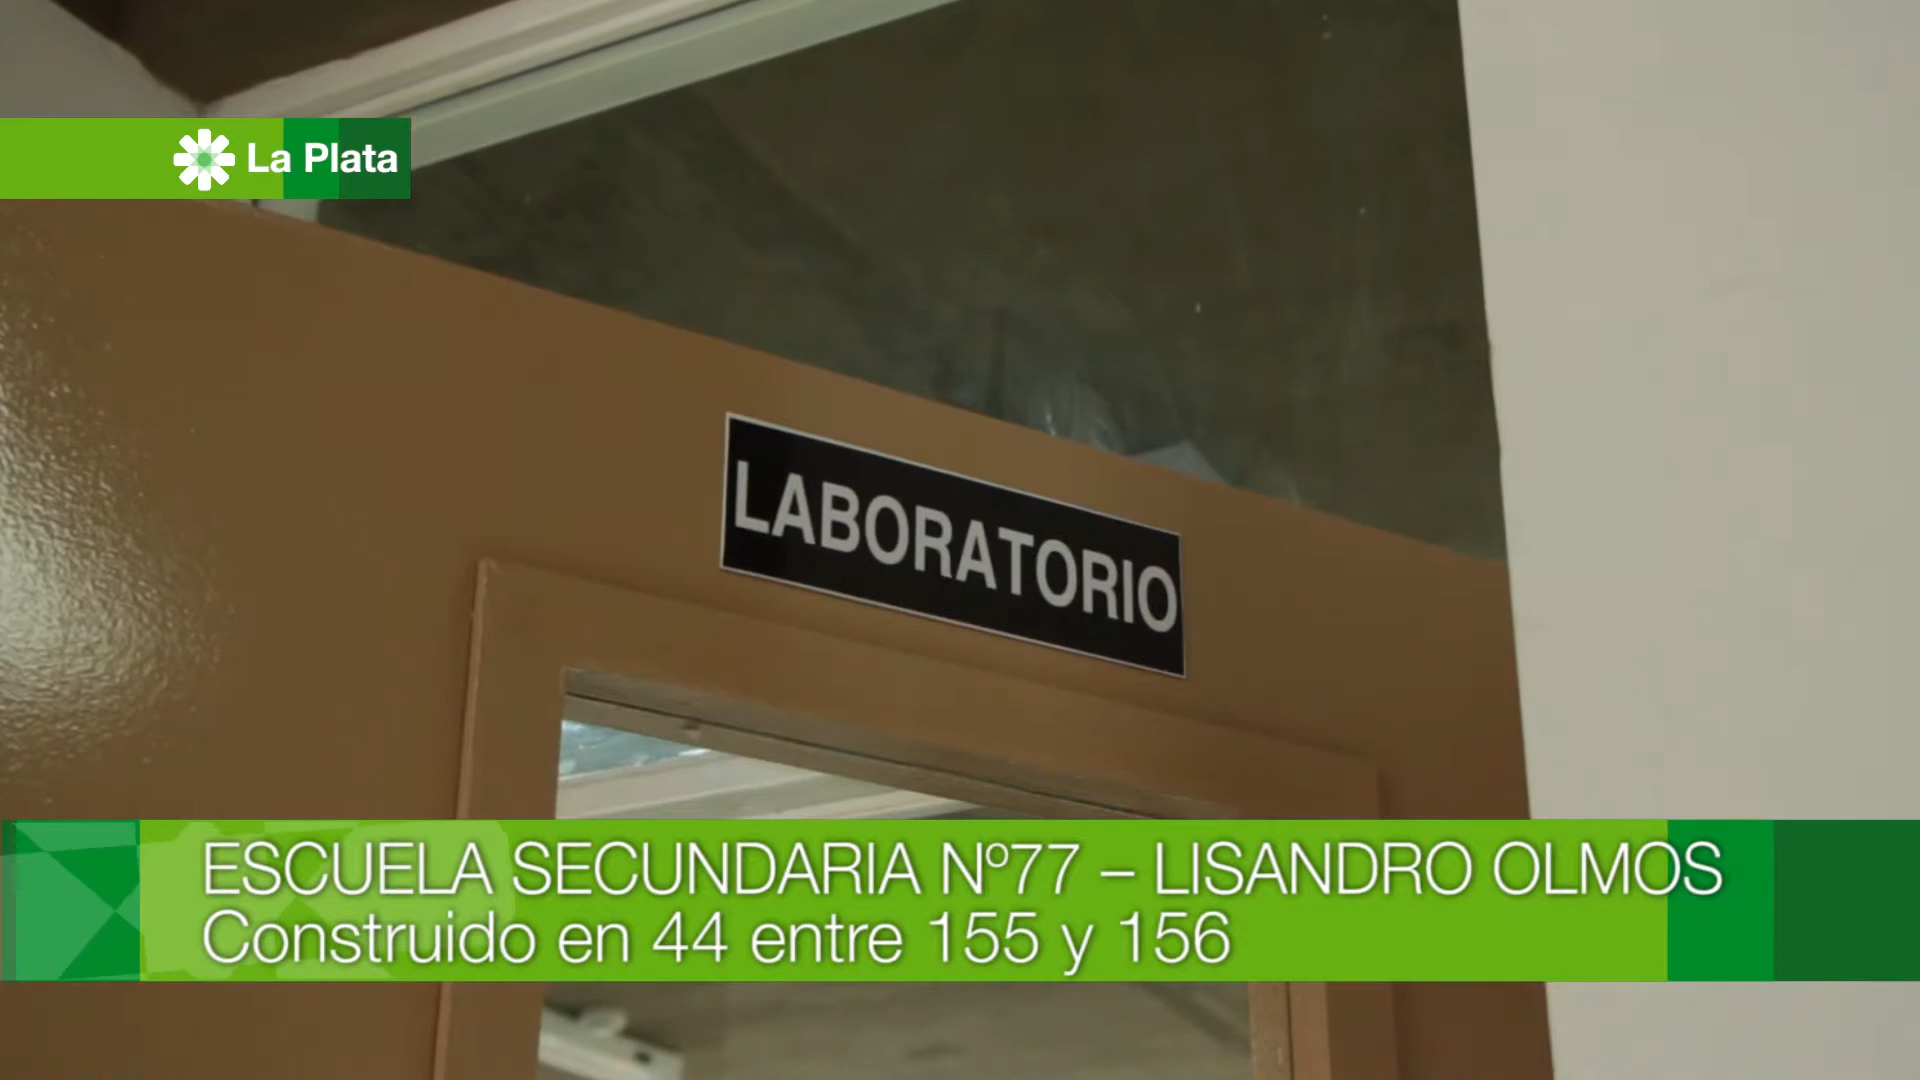 La Plata
LABORATORIO
ESCUELA SECUNDARIA Nº77 – LISANDRO OLMOS
Construido en 44 entre 155 y 156